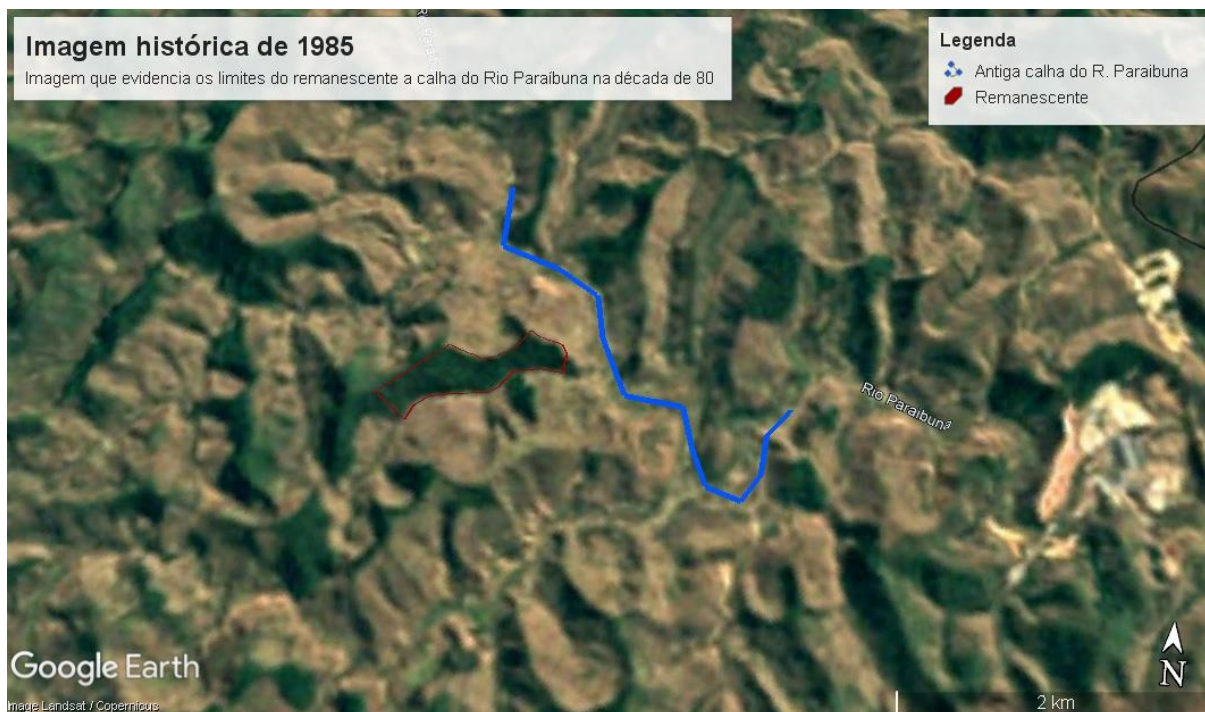 Imagem histórica de 1985
Imagem que evidencia os limites do remanescente a calha do Rio Paraíbuna na década de 80
Legenda
Antiga calha do R. Paraibuna
Remanescente
Rio Paraibuna
Google Earth
Image Landsat / Copernicus
N
2 km